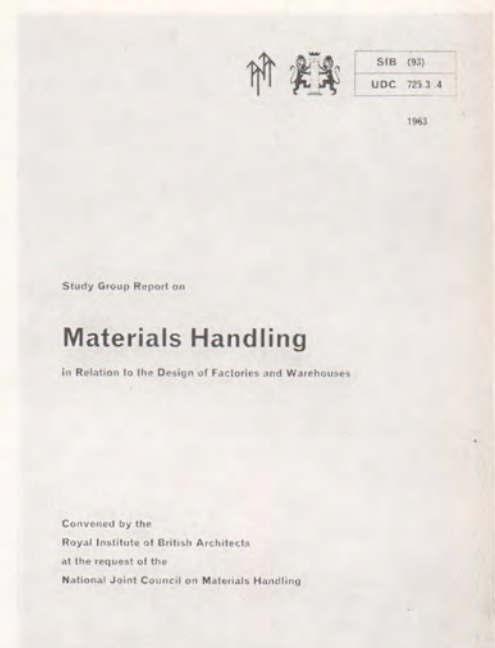 SfB (93)
UDC 725.3 .4
1963
Study Group Report on
Materials Handling
in Relation to the Design of Factories and Warehouses
Convened by the
Royal Institute of British Architects
at the request of the
National Joint Council on Materials Handling